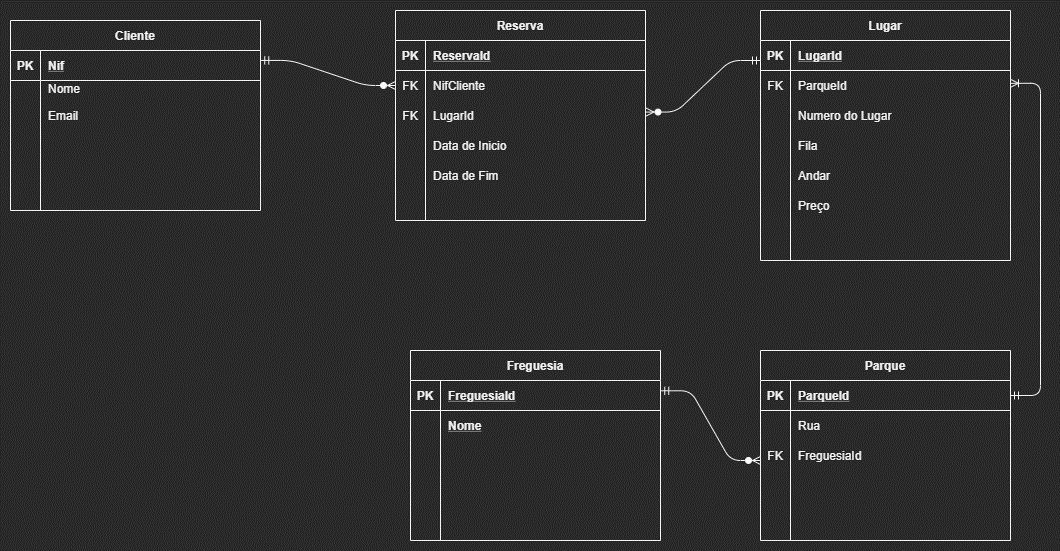 Cliente
PK Nif
Nome
Email
Reserva
PK ReservaId
FK NifCliente
FK LugarId
Data de Inicio
Data de Fim
Lugar
PK LugarId
FK ParqueId
Numero do Lugar
Fila
Andar
Preço
Freguesia
PK FreguesiaId
Nome
Parque
PK ParqueId
Rua
FK FreguesiaId